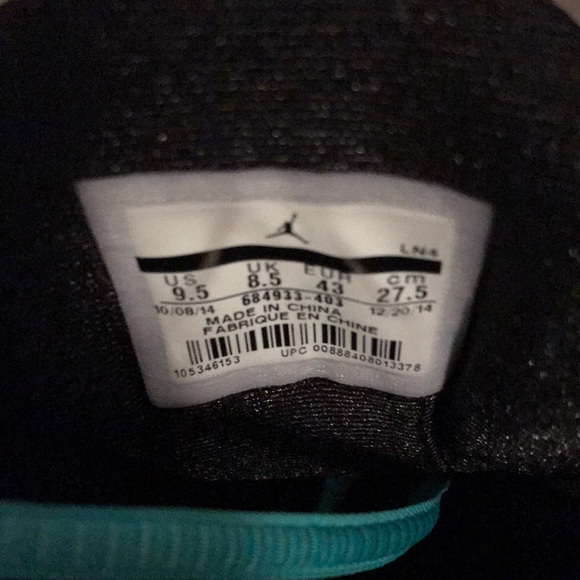 LN4
US UK EUR cm
9.5 8.5 43 27.5
10/08/14 684933-403 12/20/14
MADE IN CHINA
FABRIQUE EN CHINE
105346153 UPC 00888408013378